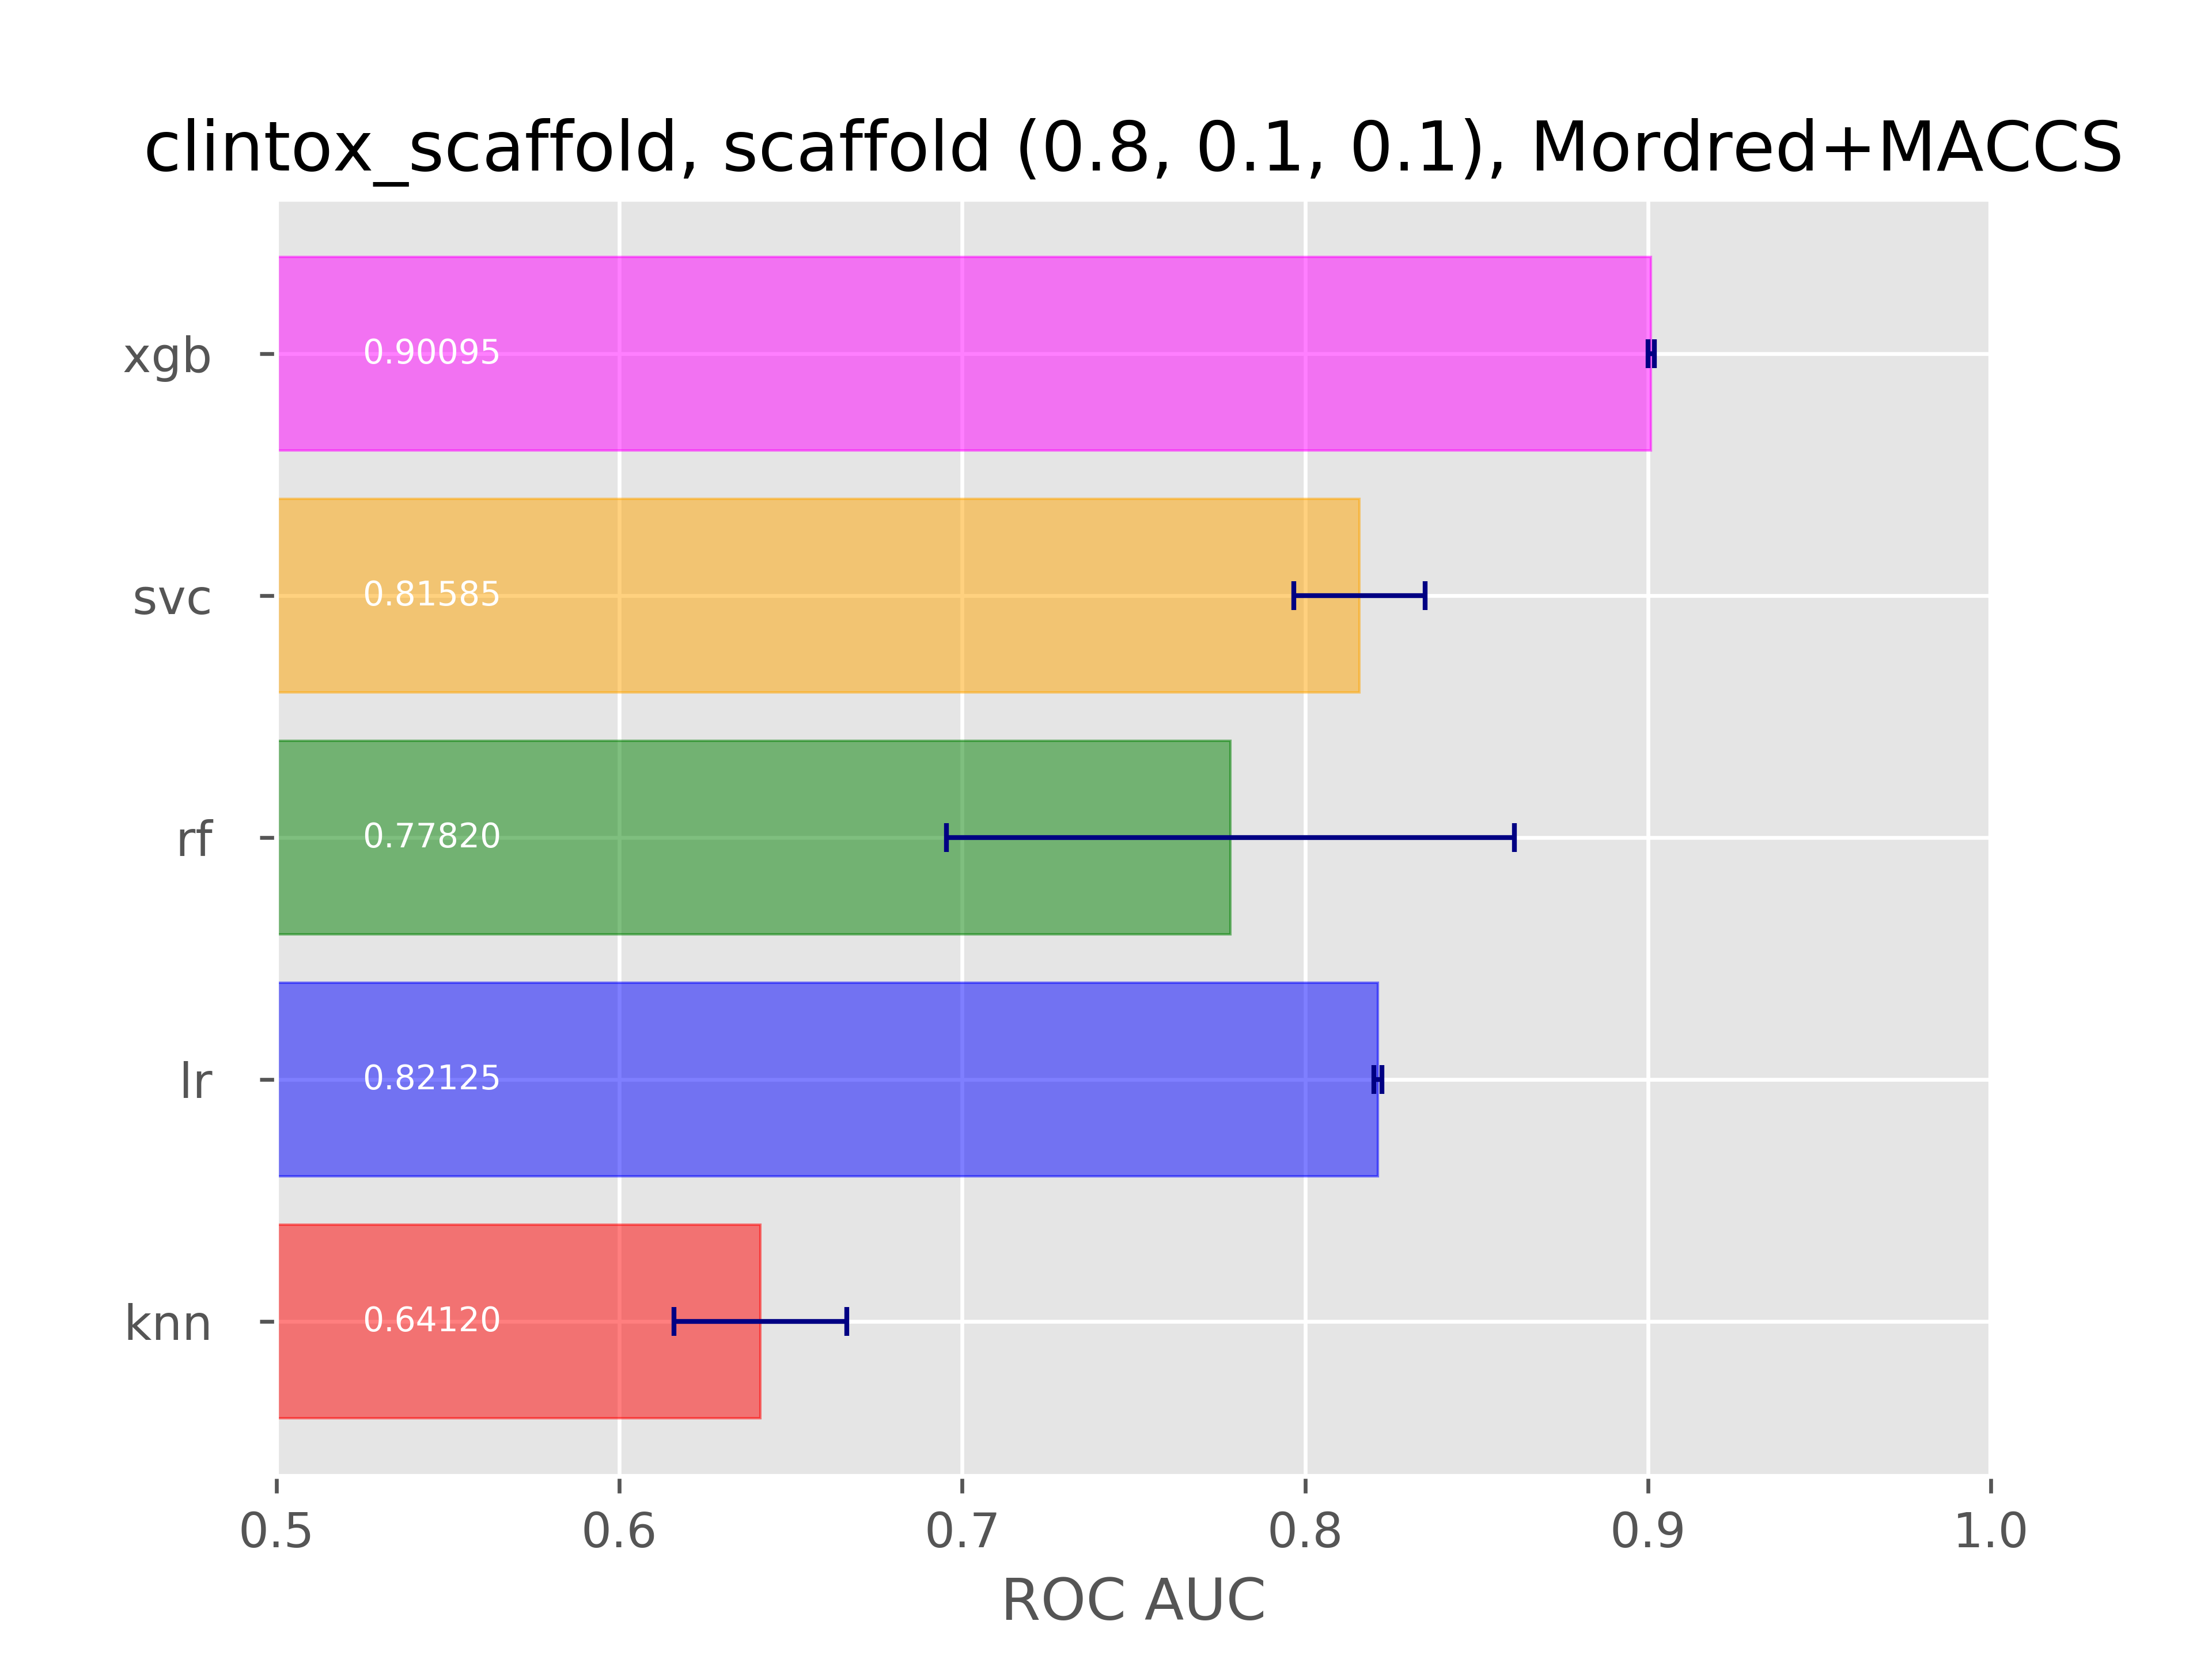 clintox_scaffold, scaffold (0.8, 0.1, 0.1), Mordred+MACCS
xgb
0.90095
svc
0.81585
rf
0.77820
lr
0.82125
knn
0.64120
0.5 0.6 0.7 0.8 0.9 1.0
ROC AUC